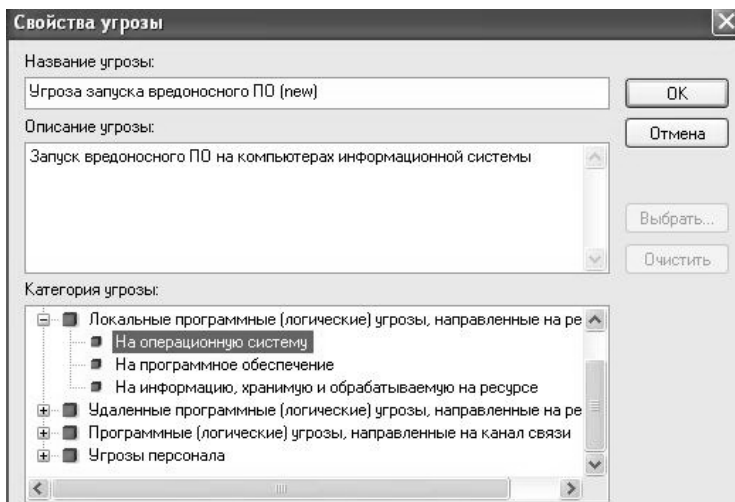 Свойства угрозы
Название угрозы:
Угроза запуска вредоносного ПО (new)
OK
Описание угрозы:
Отмена
Запуск вредоносного ПО на компьютерах информационной системы
Выбрать...
Очистить
Категория угрозы:
Локальные программные (логические) угрозы, направленные на ре
На операционную систему
На программное обеспечение
На информацию, хранимую и обрабатываемую на ресурсе
Удаленные программные (логические) угрозы, направленные на ре
Программные (логические) угрозы, направленные на канал связи
Угрозы персонала